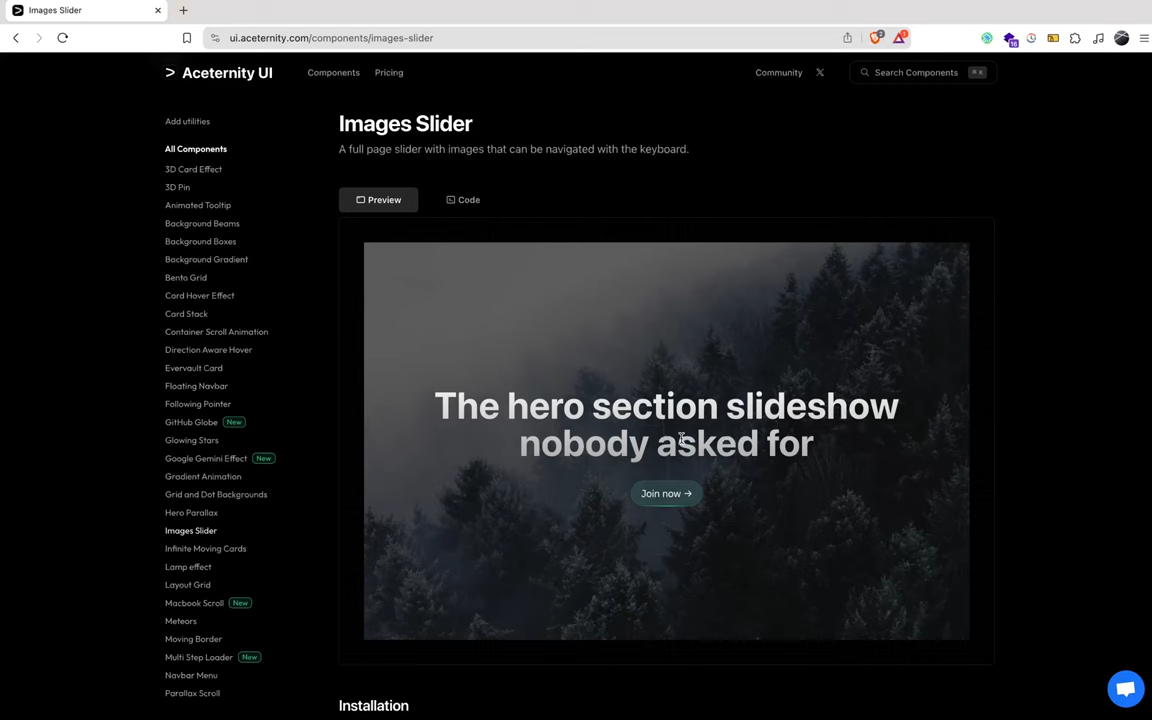 Images Slider
ui.aceternity.com/components/images-slider
2
1
16
Aceternity UI
Components
Pricing
Community
Search Components
⌘ K
Add utilities
All Components
3D Card Effect
3D Pin
Animated Tooltip
Background Beams
Background Boxes
Background Gradient
Bento Grid
Card Hover Effect
Card Stack
Container Scroll Animation
Direction Aware Hover
Evervault Card
Floating Navbar
Following Pointer
GitHub Globe New
Glowing Stars
Google Gemini Effect New
Gradient Animation
Grid and Dot Backgrounds
Hero Parallax
Images Slider
Infinite Moving Cards
Lamp effect
Layout Grid
Macbook Scroll New
Meteors
Moving Border
Multi Step Loader New
Navbar Menu
Parallax Scroll
Images Slider
A full page slider with images that can be navigated with the keyboard.
Preview
Code
The hero section slideshow
nobody asked for
Join now →
Installation